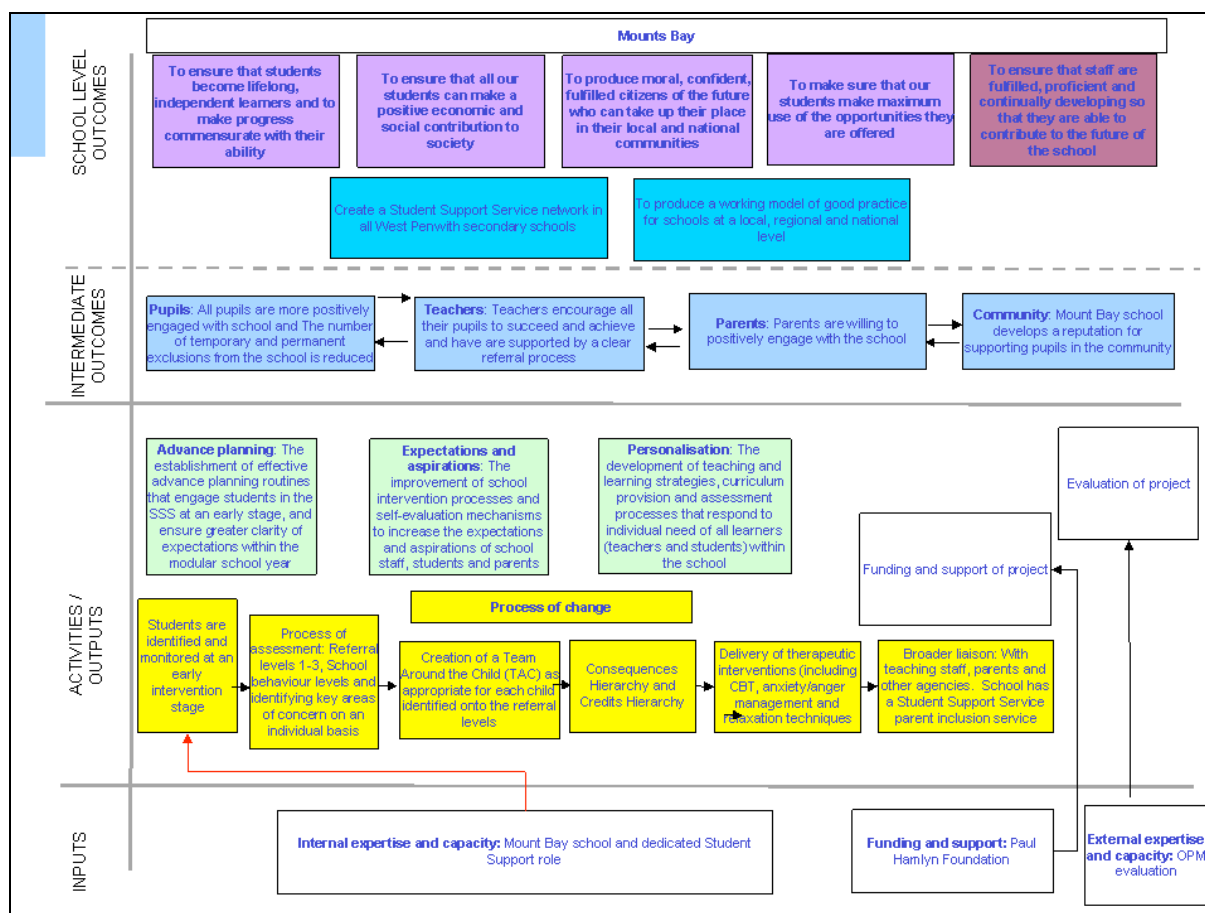 Mounts Bay
SCHOOL LEVEL
OUTCOMES
To ensure that students
become lifelong,
independent learners and to
make progress
commensurate with their
ability
To ensure that all our
students can make a
positive economic and
social contribution to
society
To produce moral, confident,
fulfilled citizens of the future
who can take up their place
in their local and national
communities
To make sure that our
students make maximum
use of the opportunities they
are offered
To ensure that staff are
fulfilled, proficient and
continually developing so
that they are able to
contribute to the future of
the school
Create a Student Support Service network in
all West Penwith secondary schools
To produce a working model of good practice
for schools at a local, regional and national
level
INTERMEDIATE
OUTCOMES
Pupils: All pupils are more positively
engaged with school and The number
of temporary and permanent
exclusions from the school is reduced
Teachers: Teachers encourage all
their pupils to succeed and achieve
and have are supported by a clear
referral process
Parents: Parents are willing to
positively engage with the
school
Community: Mount Bay school
develops a reputation for
supporting pupils in the
community
ACTIVITIES /
OUTPUTS
Advance planning: The
establishment of effective
advance planning routines
that engage students in the
SSS at an early stage, and
ensure greater clarity of
expectations within the
modular school year
Expectations and
aspirations: The
improvement of school
intervention processes and
self-evaluation mechanisms
to increase the expectations
and aspirations of school
staff, students and parents
Personalisation: The
development of teaching and
learning strategies, curriculum
provision and assessment
processes that respond to
individual need of all learners
(teachers and students) within
the school
Evaluation of project
Funding and support of project
Process of change
Students are
identified and
monitored at an
early
intervention
stage
Process of
assessment: Referral
levels 1-3, School
behaviour levels and
identifying key areas
of concern on an
individual basis
Creation of a Team
Around the Child (TAC) as
appropriate for each child
identified onto the referral
levels
Consequences
Hierarchy and
Credits Hierarchy
Delivery of therapeutic
interventions (including
CBT, anxiety/anger
management and
relaxation techniques
Broader liaison: With
teaching staff, parents and
other agencies. School has
a Student Support Service
parent inclusion service
INPUTS
Internal expertise and capacity: Mount Bay school and dedicated Student
Support role
Funding and support: Paul
Hamlyn Foundation
External expertise
and capacity: OPM
evaluation